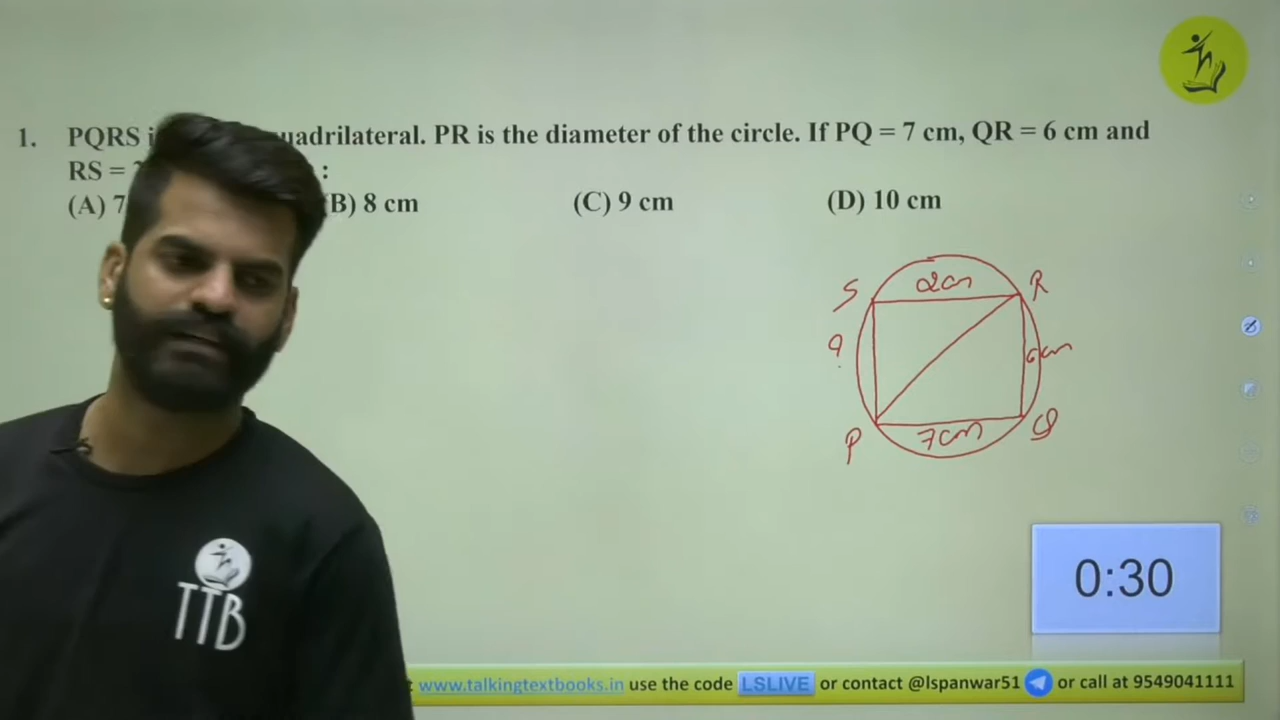 1. PQRS i uadrilateral. PR is the diameter of the circle. If PQ = 7 cm, QR = 6 cm and
RS = :
(A) 7 B) 8 cm (C) 9 cm (D) 10 cm
S 2cm R
? 6cm
P 7cm Q
0:30
TTB
www.talkingtextbooks.in use the code LSLIVE or contact @lspanwar51 or call at 9549041111